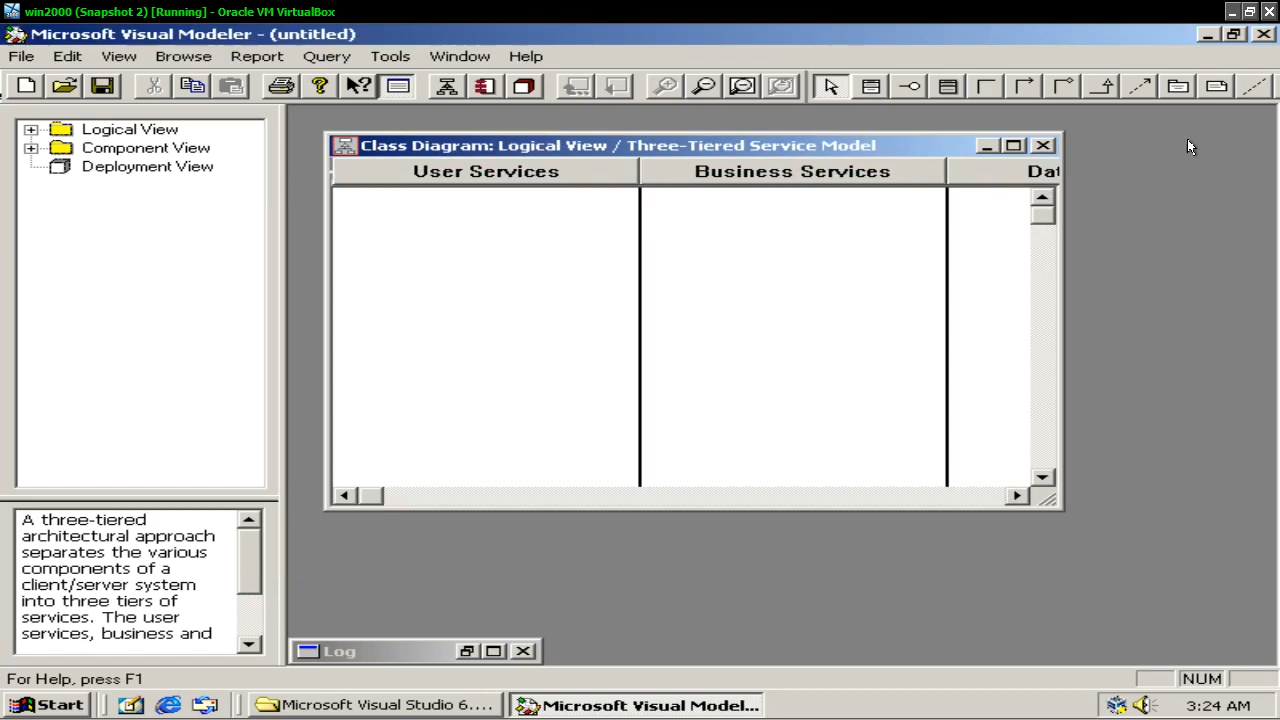 win2000 (Snapshot 2) [Running] - Oracle VM VirtualBox
Microsoft Visual Modeler - (untitled)
File Edit View Browse Report Query Tools Window Help
Logical View
Component View
Deployment View
Class Diagram: Logical View / Three-Tiered Service Model
User Services Business Services Dat
A three-tiered
architectural approach
separates the various
components of a
client/server system
into three tiers of
services. The user
services, business and
Log
For Help, press F1 NUM
Start Microsoft Visual Studio 6.... Microsoft Visual Model... 3:24 AM